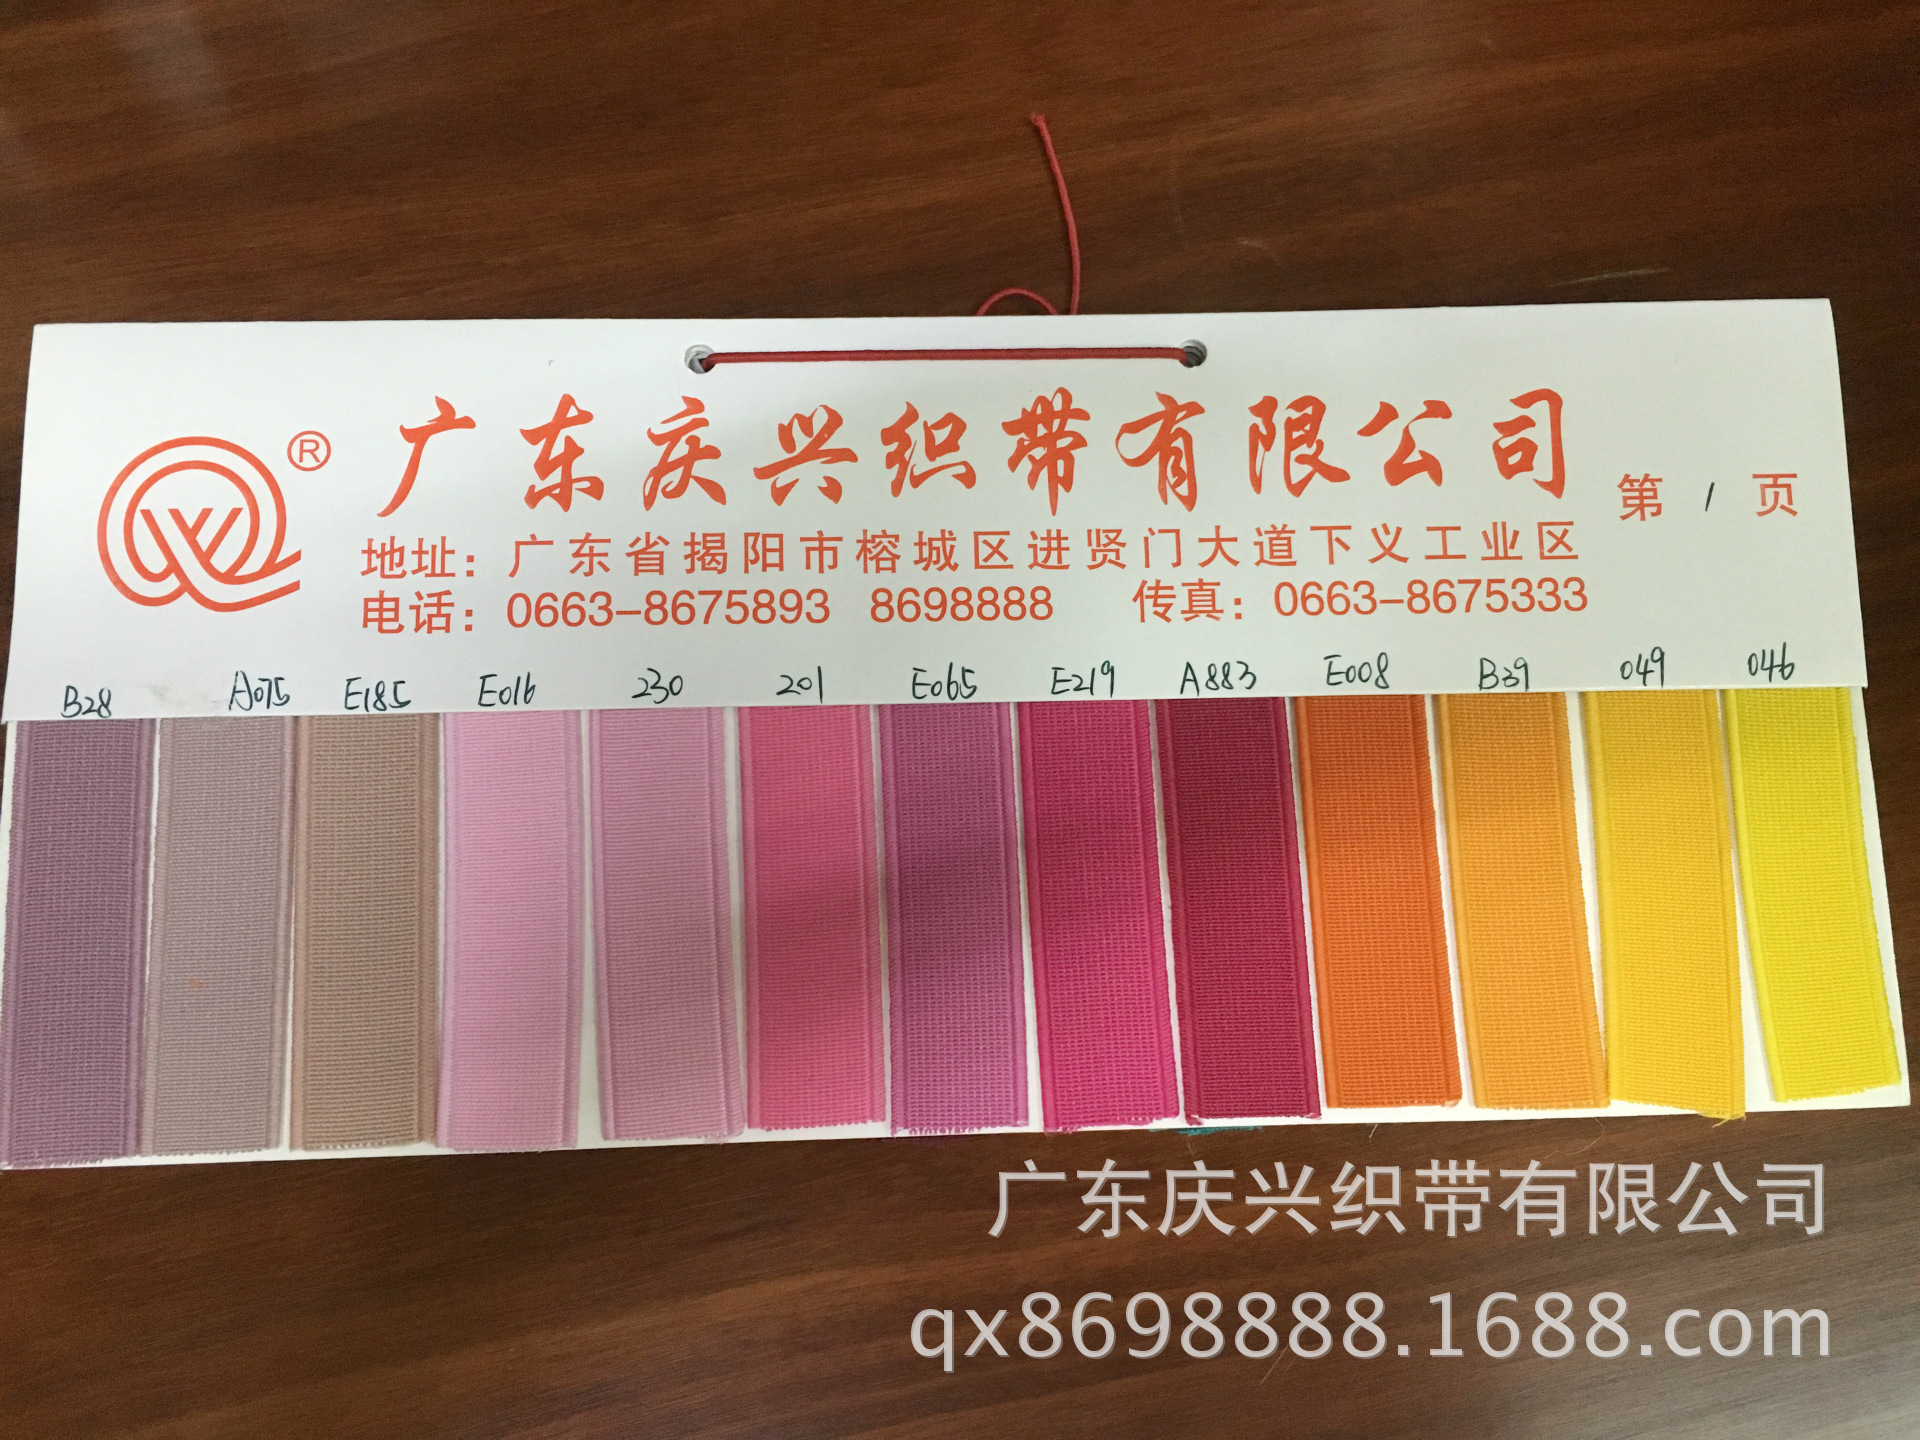 ®
广东庆兴织带有限公司
第 1 页
地址：广东省揭阳市榕城区进贤门大道下义工业区
电话：0663-8675893 8698888 传真：0663-8675333
B28 A075 E185 E016 230 201 E065 E219 A883 E008 B39 049 046
广东庆兴织带有限公司
qx8698888.1688.com